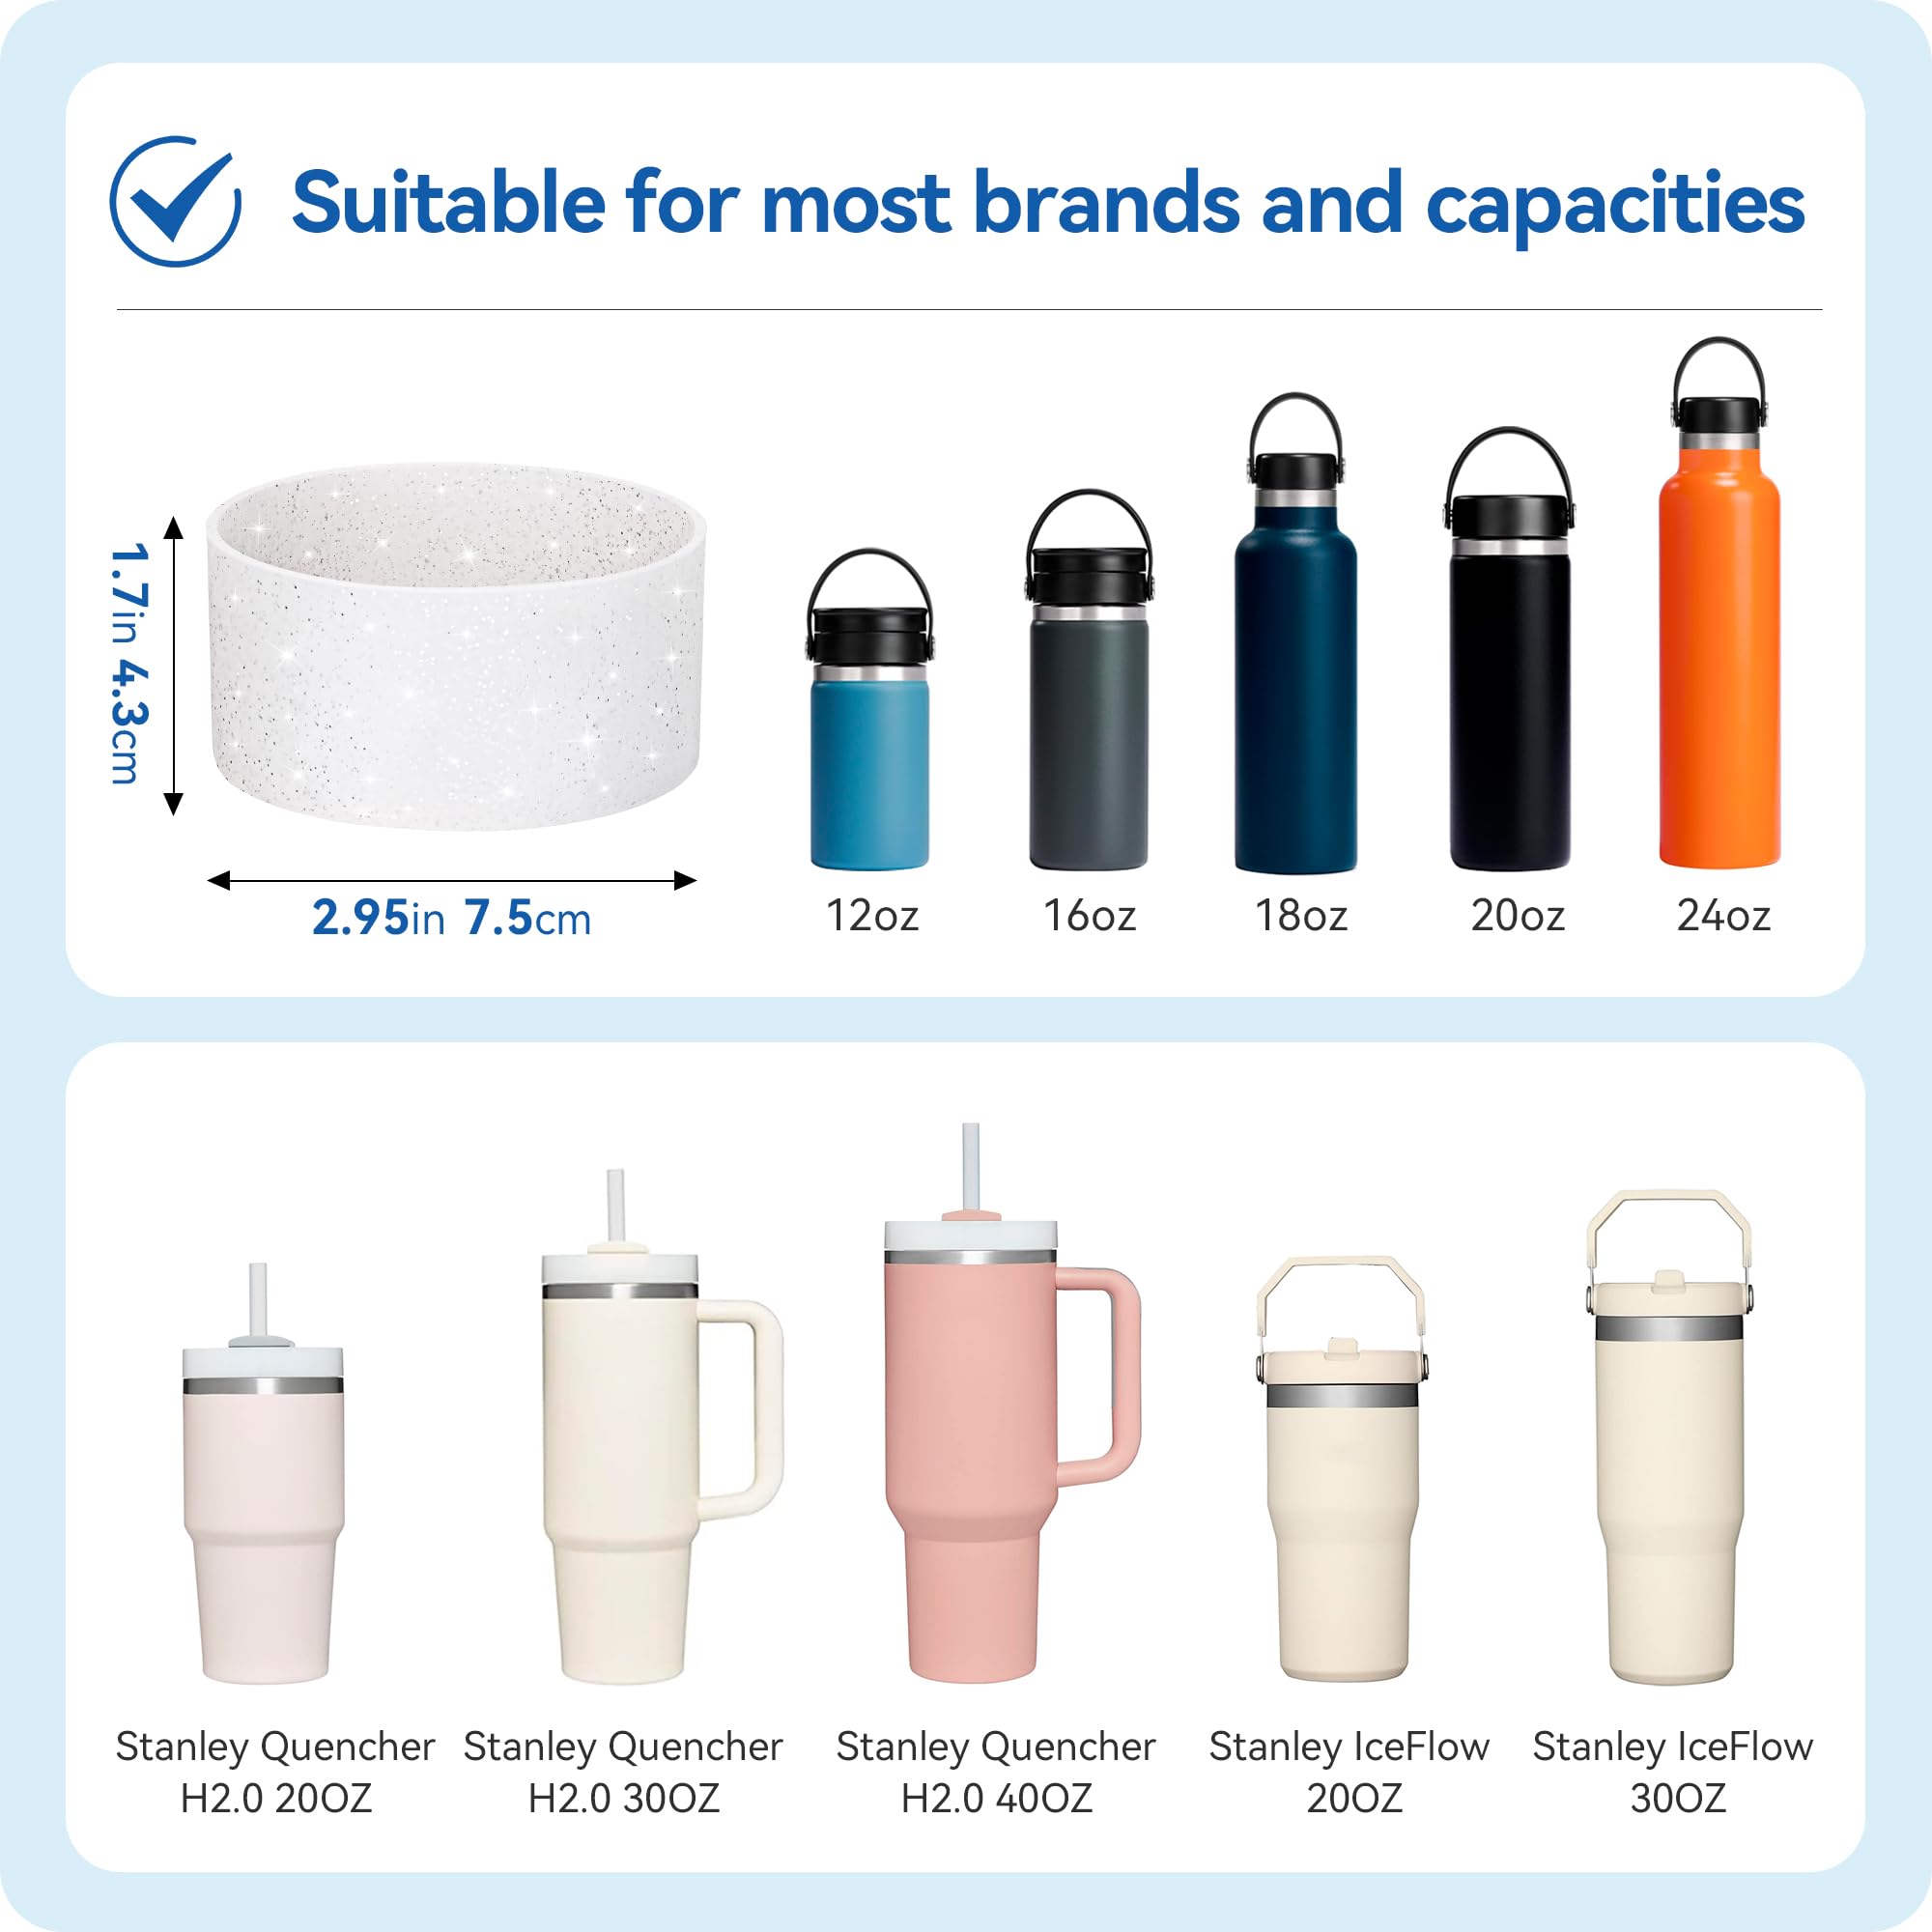 Suitable for most brands and capacities
1.7in 4.3cm
2.95in 7.5cm
12oz
16oz
18oz
20oz
24oz
Stanley Quencher
H2.0 20OZ
Stanley Quencher
H2.0 30OZ
Stanley Quencher
H2.0 40OZ
Stanley IceFlow
20OZ
Stanley IceFlow
30OZ